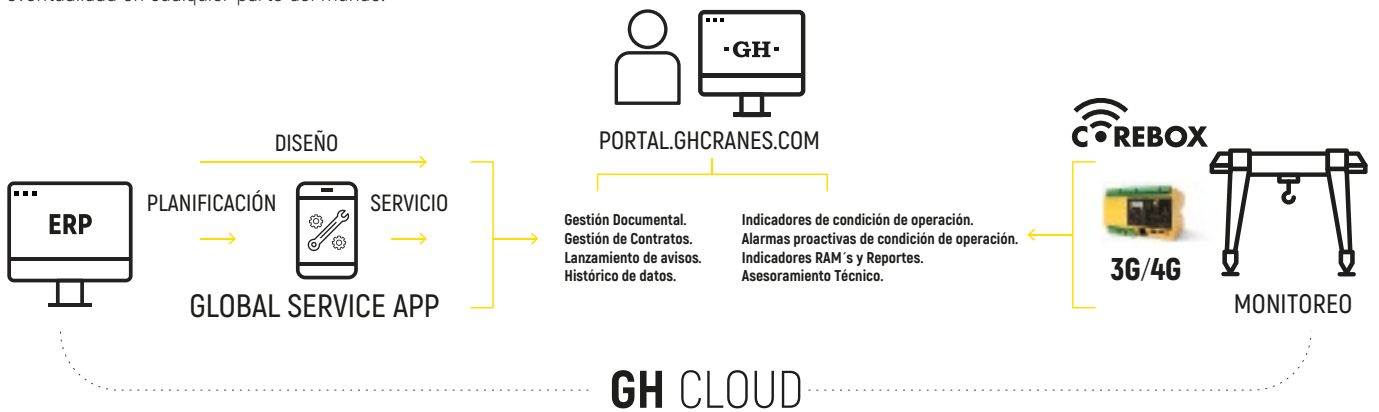 ·GH·
PORTAL.GHCRANES.COM
DISEÑO
ERP
PLANIFICACIÓN
SERVICIO
GLOBAL SERVICE APP
Gestión Documental.
Gestión de Contratos.
Lanzamiento de avisos.
Histórico de datos.
Indicadores de condición de operación.
Alarmas proactivas de condición de operación.
Indicadores RAM´s y Reportes.
Asesoramiento Técnico.
COREBOX
3G/4G
MONITOREO
GH CLOUD